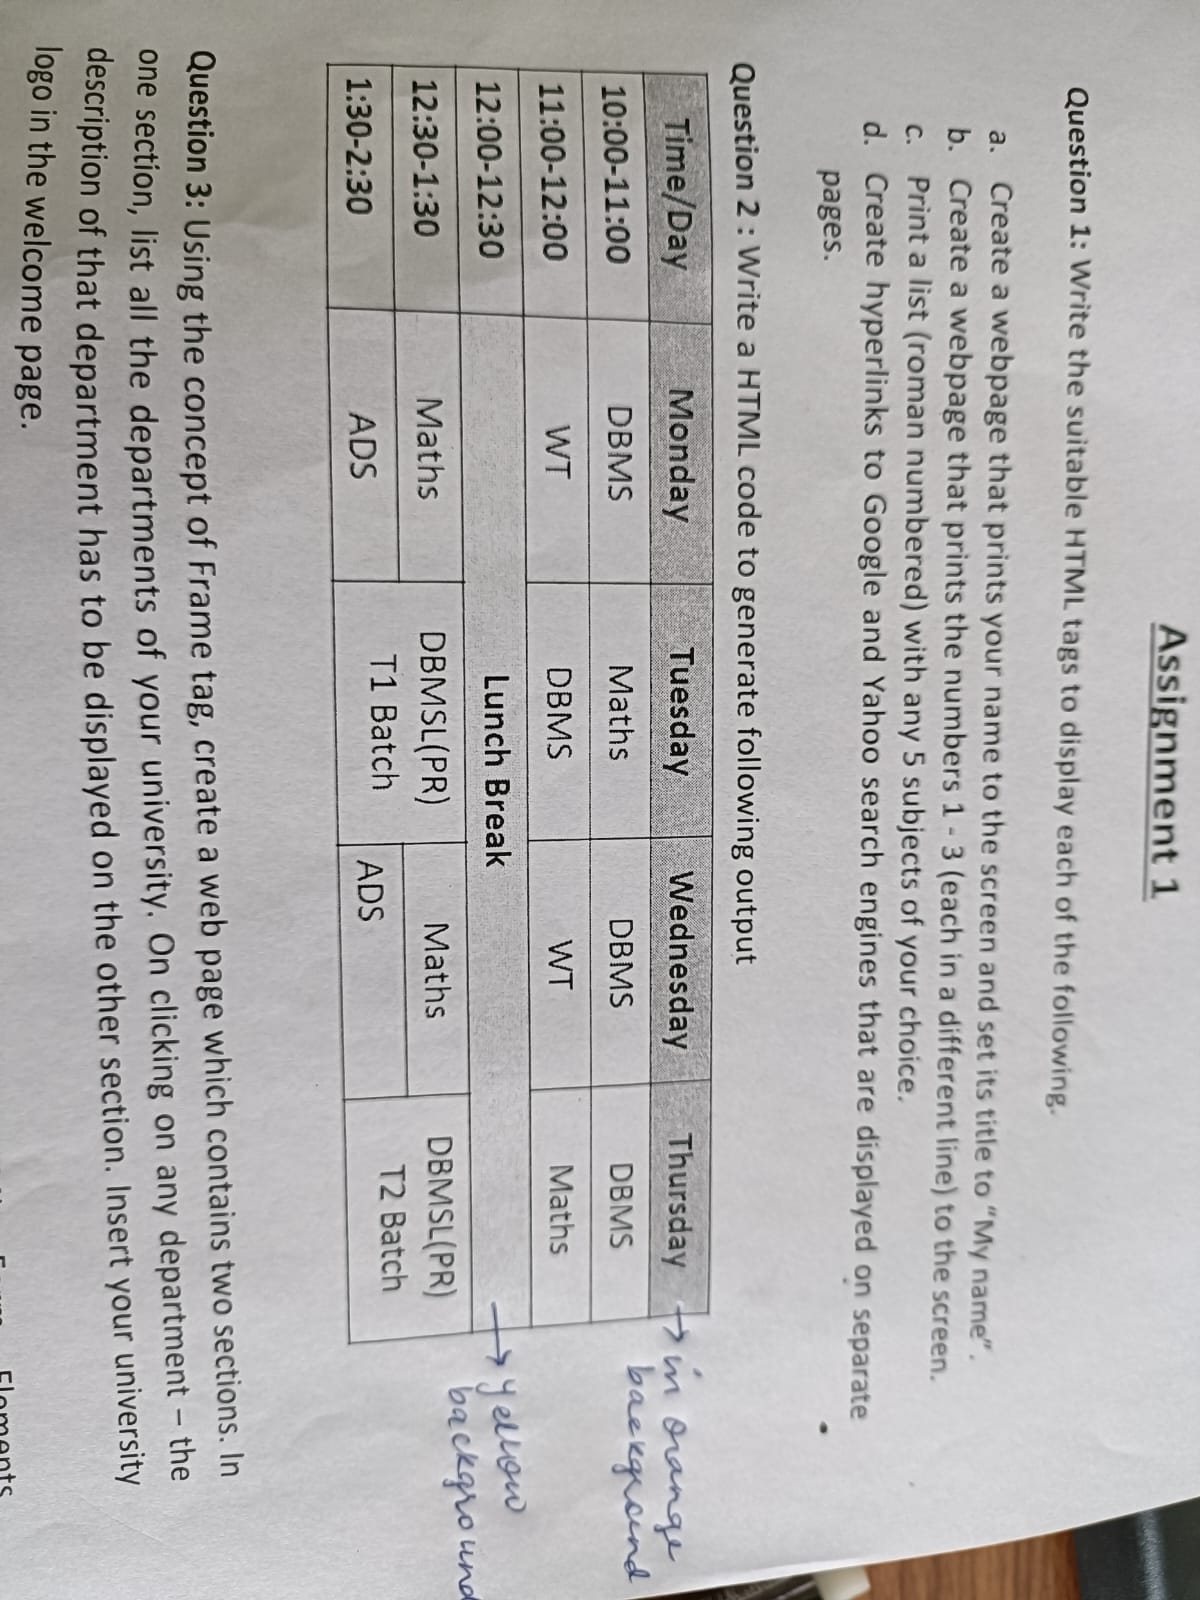 Assignment 1
Question 1: Write the suitable HTML tags to display each of the following.
a. Create a webpage that prints your name to the screen and set its title to "My name".
b. Create a webpage that prints the numbers 1 - 3 (each in a different line) to the screen.
c. Print a list (roman numbered) with any 5 subjects of your choice.
d. Create hyperlinks to Google and Yahoo search engines that are displayed on separate
pages.
Question 2 : Write a HTML code to generate following output
Time/Day Monday Tuesday Wednesday Thursday → in orange background
10:00-11:00 DBMS Maths DBMS DBMS
11:00-12:00 WT DBMS WT Maths
12:00-12:30 Lunch Break → yellow background
12:30-1:30 Maths DBMSL(PR) Maths DBMSL(PR)
T1 Batch T2 Batch
1:30-2:30 ADS ADS
Question 3: Using the concept of Frame tag, create a web page which contains two sections. In
one section, list all the departments of your university. On clicking on any department – the
description of that department has to be displayed on the other section. Insert your university
logo in the welcome page.
Elements